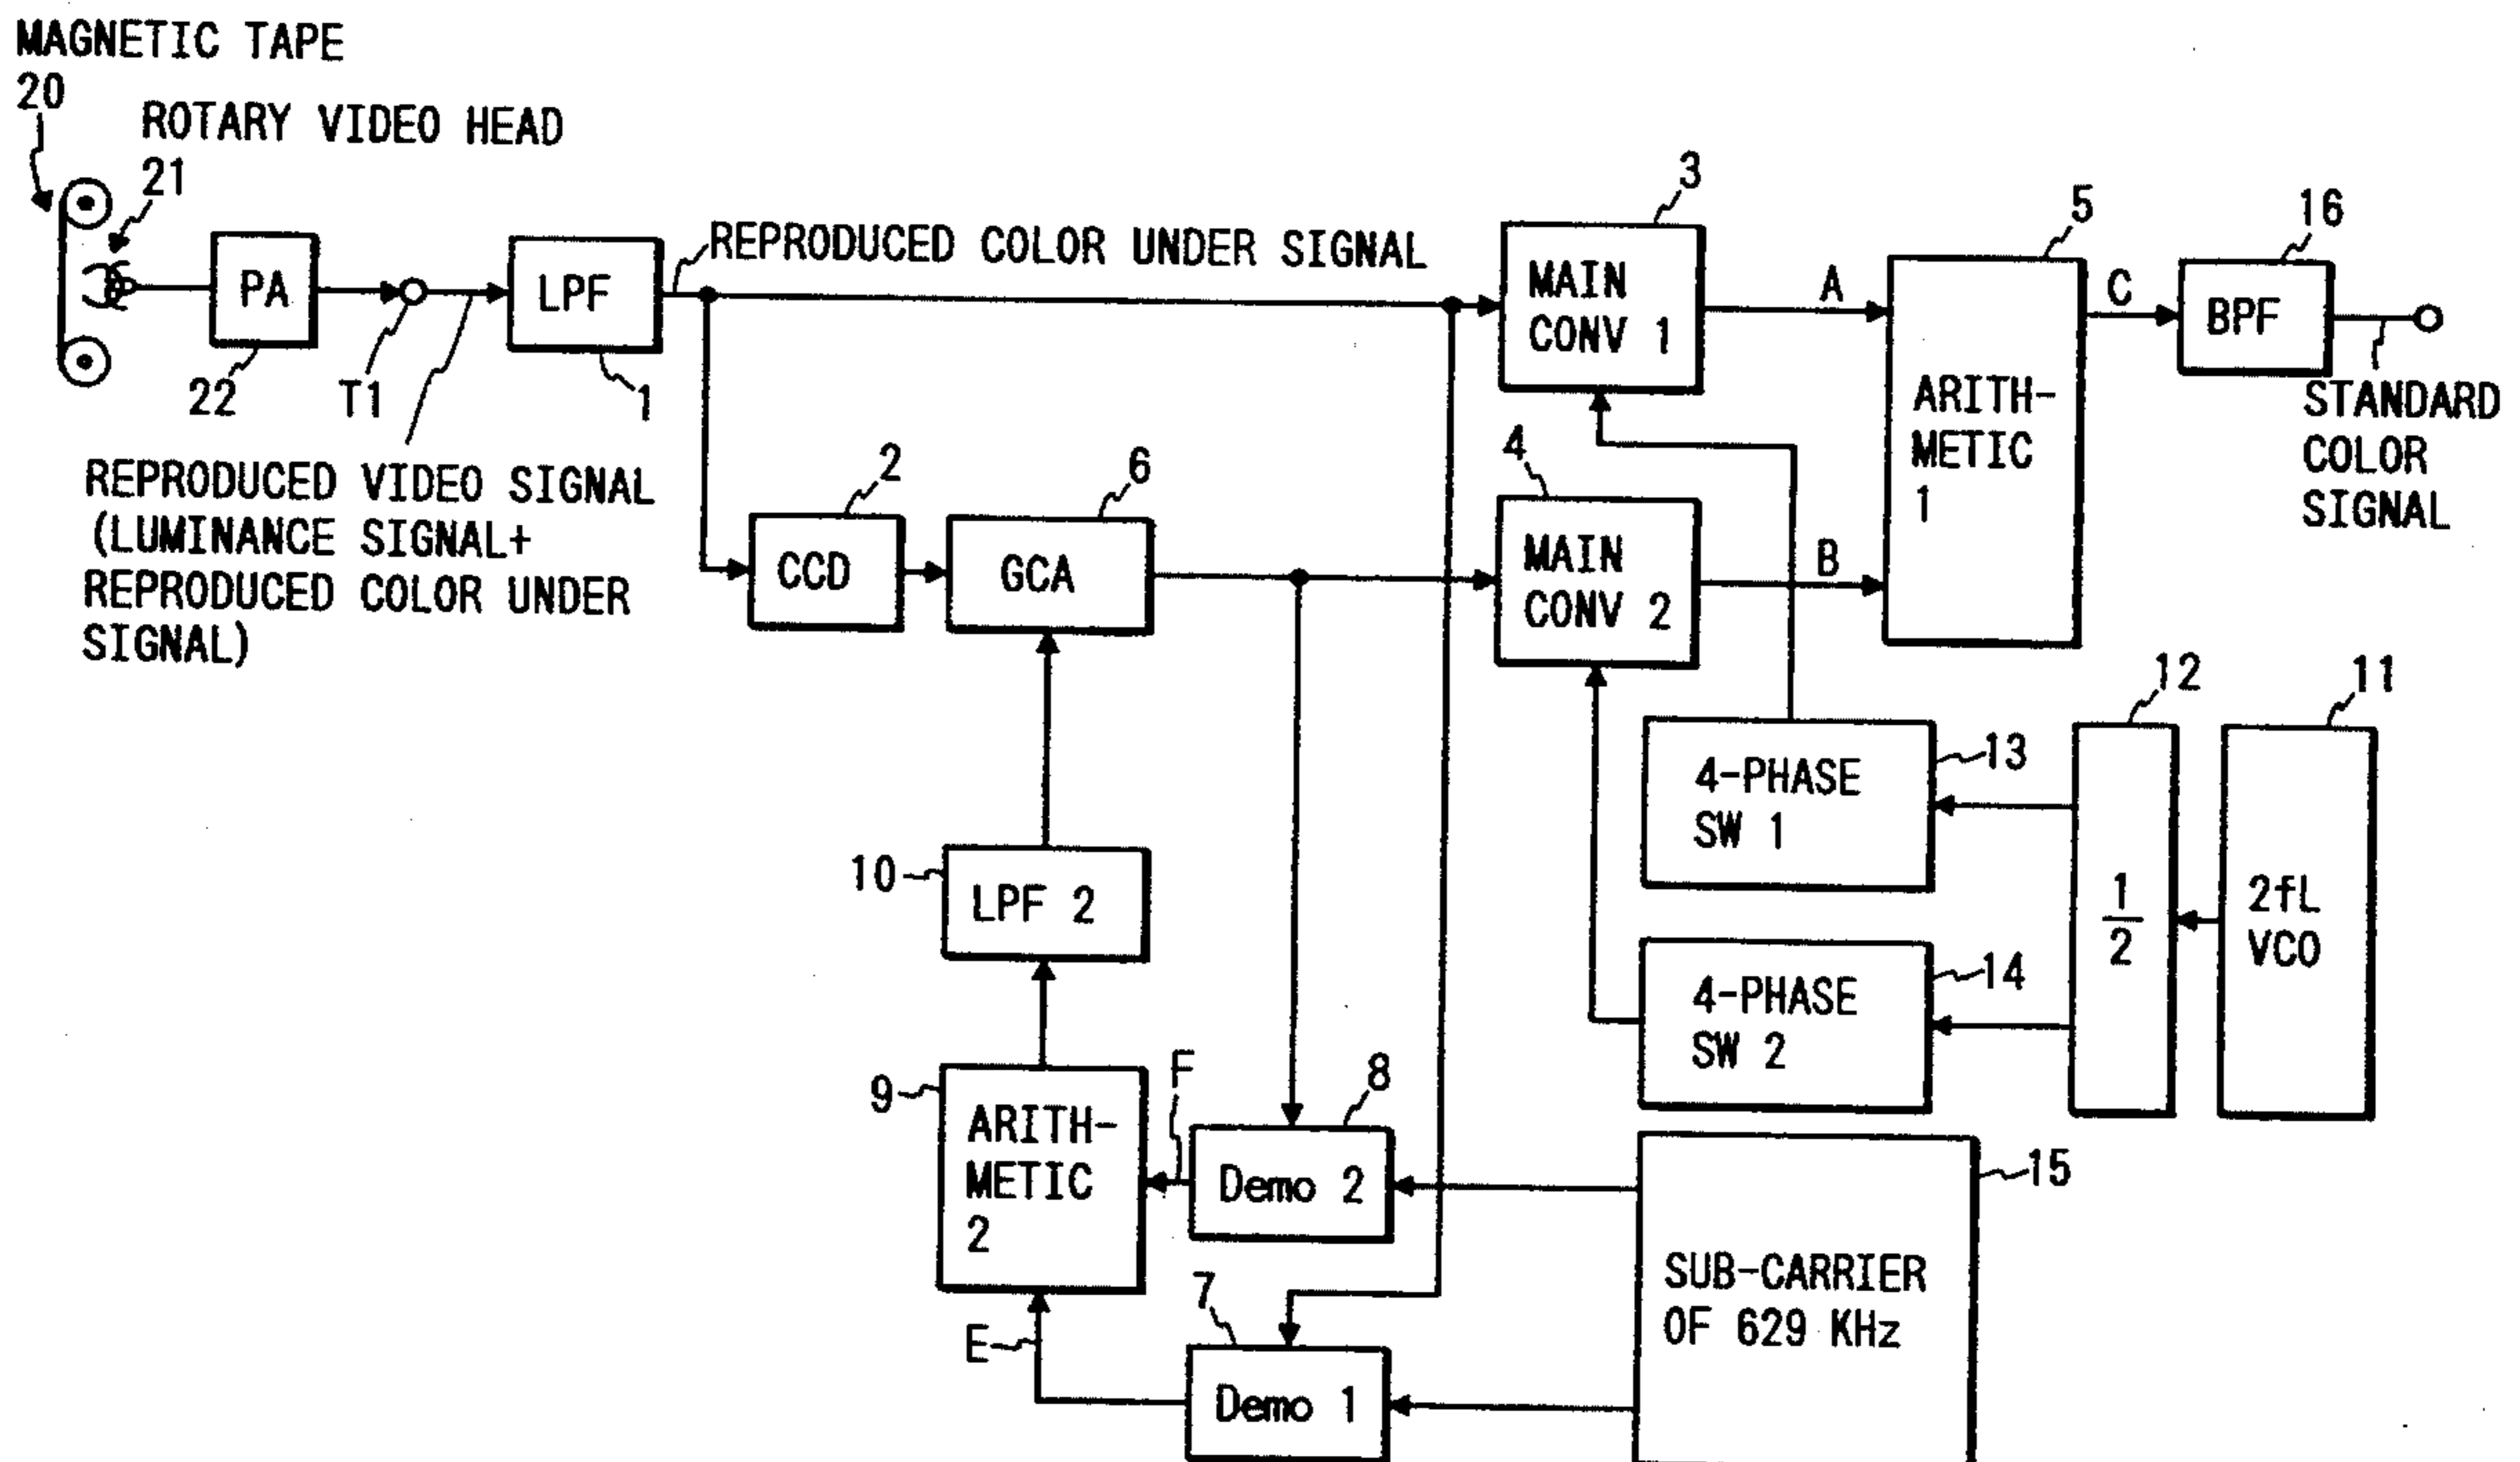 MAGNETIC TAPE
20
ROTARY VIDEO HEAD
21
PA
22
T1
LPF
1
REPRODUCED COLOR UNDER SIGNAL
REPRODUCED VIDEO SIGNAL
(LUMINANCE SIGNAL+
REPRODUCED COLOR UNDER
SIGNAL)
3
MAIN
CONV 1
A
5
ARITH-
METIC
1
C
16
BPF
STANDARD
COLOR
SIGNAL
2
CCD
6
GCA
4
MAIN
CONV 2
B
13
4-PHASE
SW 1
12
1
2
11
2fL
VCO
14
4-PHASE
SW 2
10
LPF 2
9
ARITH-
METIC
2
F
8
Demo 2
E
7
Demo 1
15
SUB-CARRIER
OF 629 KHz